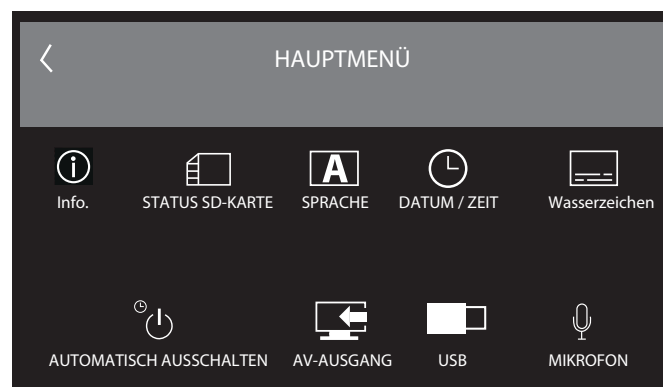 HAUPTMENÜ
Info. STATUS SD-KARTE SPRACHE DATUM / ZEIT Wasserzeichen
AUTOMATISCH AUSSCHALTEN AV-AUSGANG USB MIKROFON